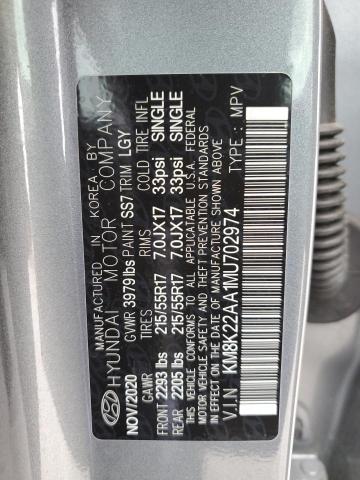 MANUFACTURED IN KOREA BY
HYUNDAI MOTOR COMPANY
NOV/2020 GVWR 3979 lbs PAINT SS7 TRIM LGY
GAWR TIRES RIMS COLD TIRE INFL
FRONT 2293 lbs 215/55R17 7.0JX17 33psi SINGLE
REAR 2205 lbs 215/55R17 7.0JX17 33psi SINGLE
THIS VEHICLE CONFORMS TO ALL APPLICABLE U.S.A. FEDERAL
MOTOR VEHICLE SAFETY AND THEFT PREVENTION STANDARDS
IN EFFECT ON THE DATE OF MANUFACTURE SHOWN ABOVE.
V.I.N : KM8K22AA1MU702974 TYPE : MPV